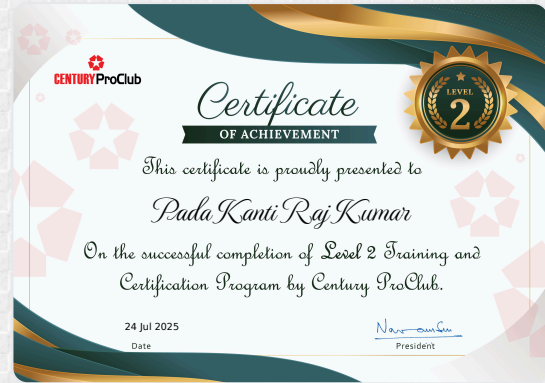 CENTURY ProClub
Certificate
OF ACHIEVEMENT
LEVEL
2
This certificate is proudly presented to
Pada Kanti Raj Kumar
On the successful completion of Level 2 Training and
Certification Program by Century ProClub.
24 Jul 2025
Date
President